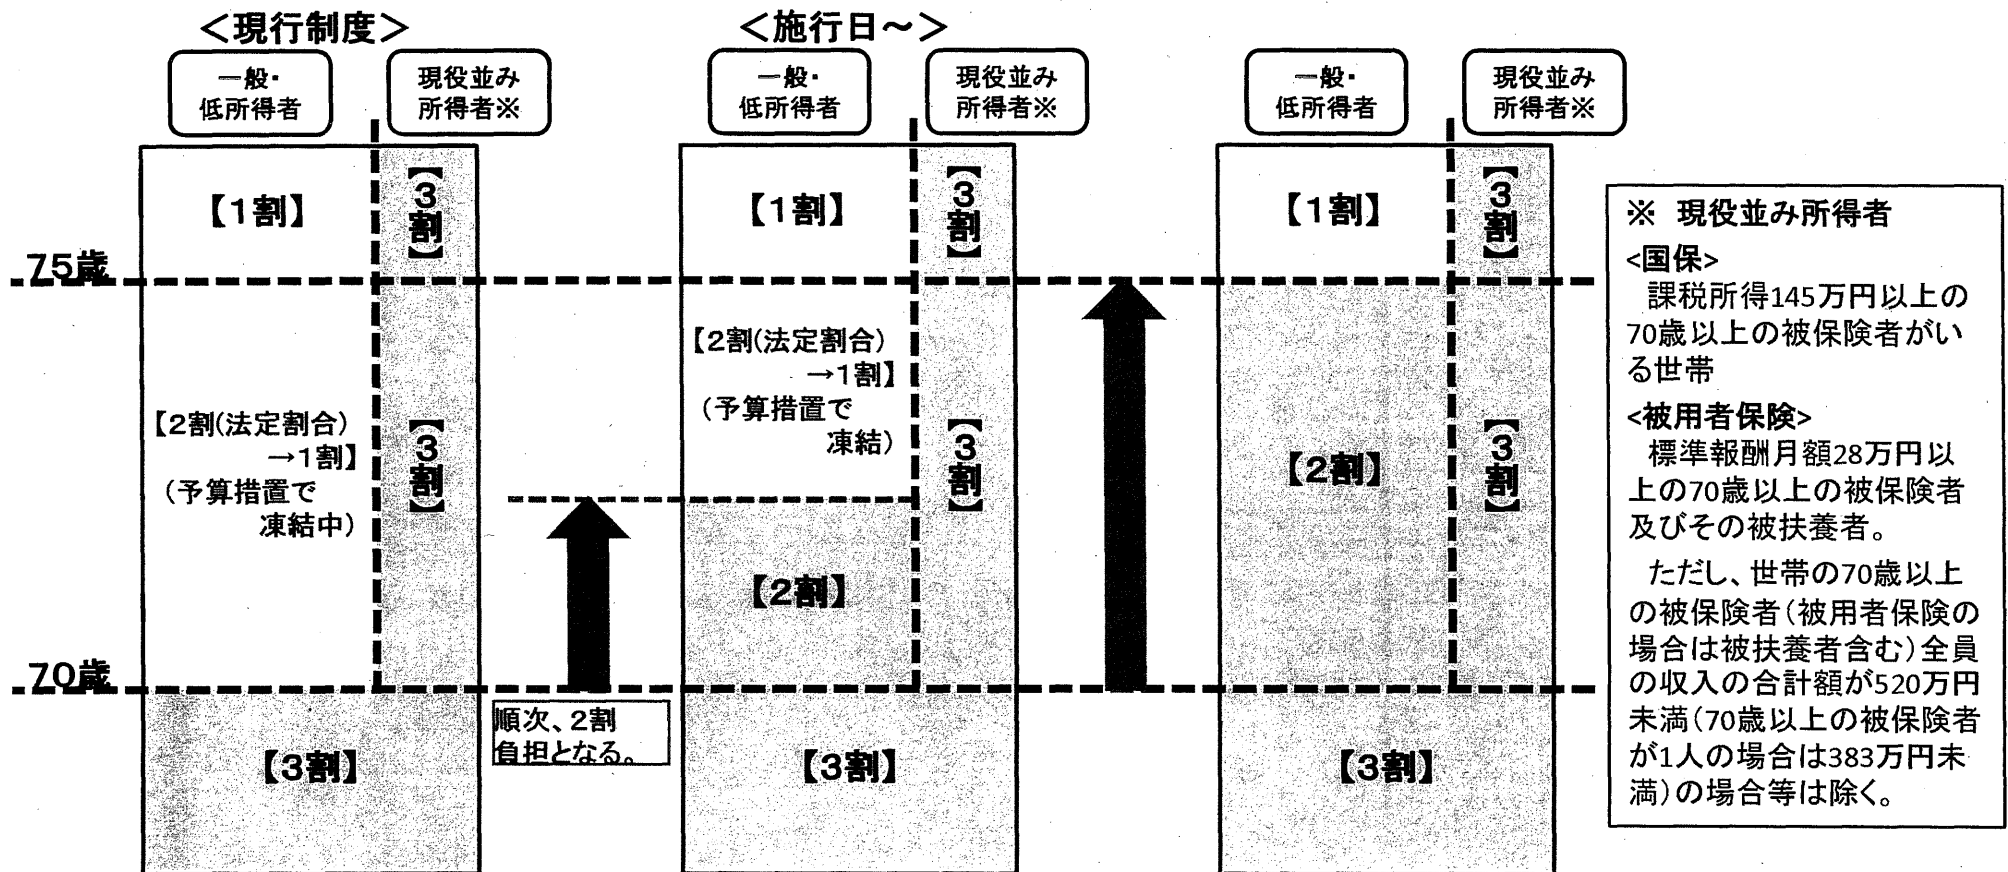 ＜現行制度＞
一般・
低所得者
現役並み
所得者※
【1割】
【3割】
75歳
【2割(法定割合)
→1割】
（予算措置で
凍結中）
【3割】
70歳
【3割】
順次、2割
負担となる。
＜施行日～＞
一般・
低所得者
現役並み
所得者※
【1割】
【3割】
【2割(法定割合)
→1割】
（予算措置で
凍結）
【3割】
【2割】
【3割】
一般・
低所得者
現役並み
所得者※
【1割】
【3割】
【2割】
【3割】
【3割】
※　現役並み所得者
<国保>
課税所得145万円以上の
70歳以上の被保険者がい
る世帯
<被用者保険>
標準報酬月額28万円以
上の70歳以上の被保険者
及びその被扶養者。
ただし、世帯の70歳以上
の被保険者（被用者保険の
場合は被扶養者含む）全員
の収入の合計額が520万円
未満（70歳以上の被保険者
が1人の場合は383万円未
満）の場合等は除く。